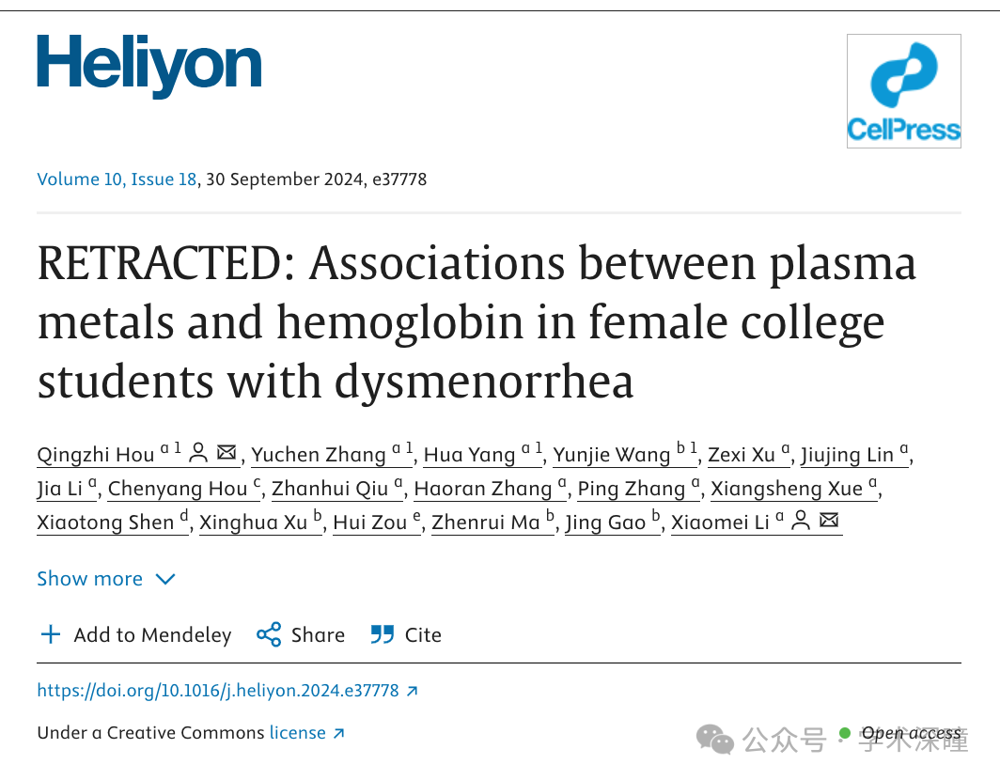 Heliyon
CellPress
Volume 10, Issue 18, 30 September 2024, e37778
RETRACTED: Associations between plasma
metals and hemoglobin in female college
students with dysmenorrhea
Qingzhi Hou a 1, Yuchen Zhang a 1, Hua Yang a 1, Yunjie Wang b 1, Zexi Xu a, Jiujing Lin a,
Jia Li a, Chenyang Hou c, Zhanhui Qiu a, Haoran Zhang a, Ping Zhang a, Xiangsheng Xue a,
Xiaotong Shen d, Xinghua Xu b, Hui Zou e, Zhenrui Ma b, Jing Gao b, Xiaomei Li a
Show more
Add to Mendeley Share Cite
https://doi.org/10.1016/j.heliyon.2024.e37778
Under a Creative Commons license
Open access
公众号 · 学术深瞳